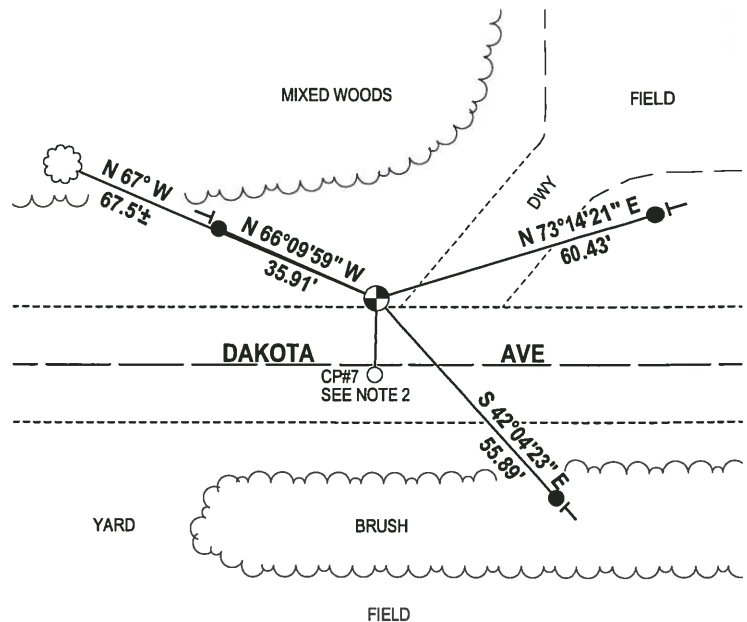 MIXED WOODS
FIELD
N 67° W
67.5'±
N 66°09'59" W
35.91'
DWY
N 73°14'21" E
60.43'
DAKOTA AVE
CP#7
SEE NOTE 2
S 42°04'23" E
55.89'
YARD
BRUSH
FIELD